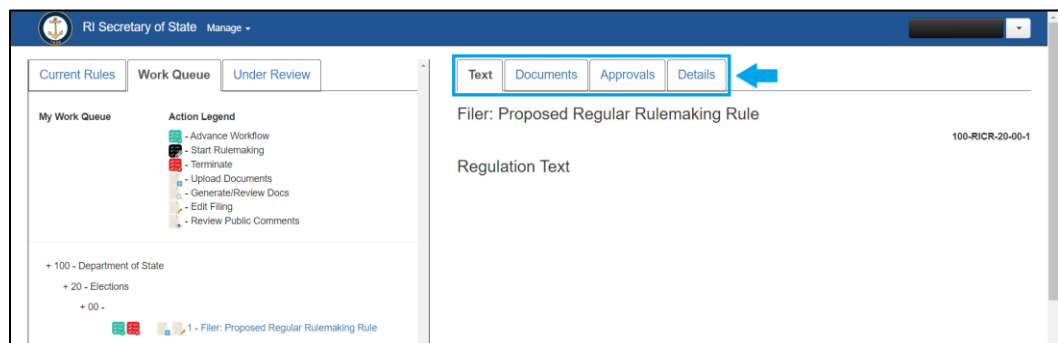 RI Secretary of State Manage
Current Rules Work Queue Under Review
My Work Queue
Action Legend
- Advance Workflow
- Start Rulemaking
- Terminate
- Upload Documents
- Generate/Review Docs
- Edit Filing
- Review Public Comments
+ 100 - Department of State
+ 20 - Elections
+ 00 -
1 - Filer: Proposed Regular Rulemaking Rule
Text Documents Approvals Details
Filer: Proposed Regular Rulemaking Rule
100-RICR-20-00-1
Regulation Text